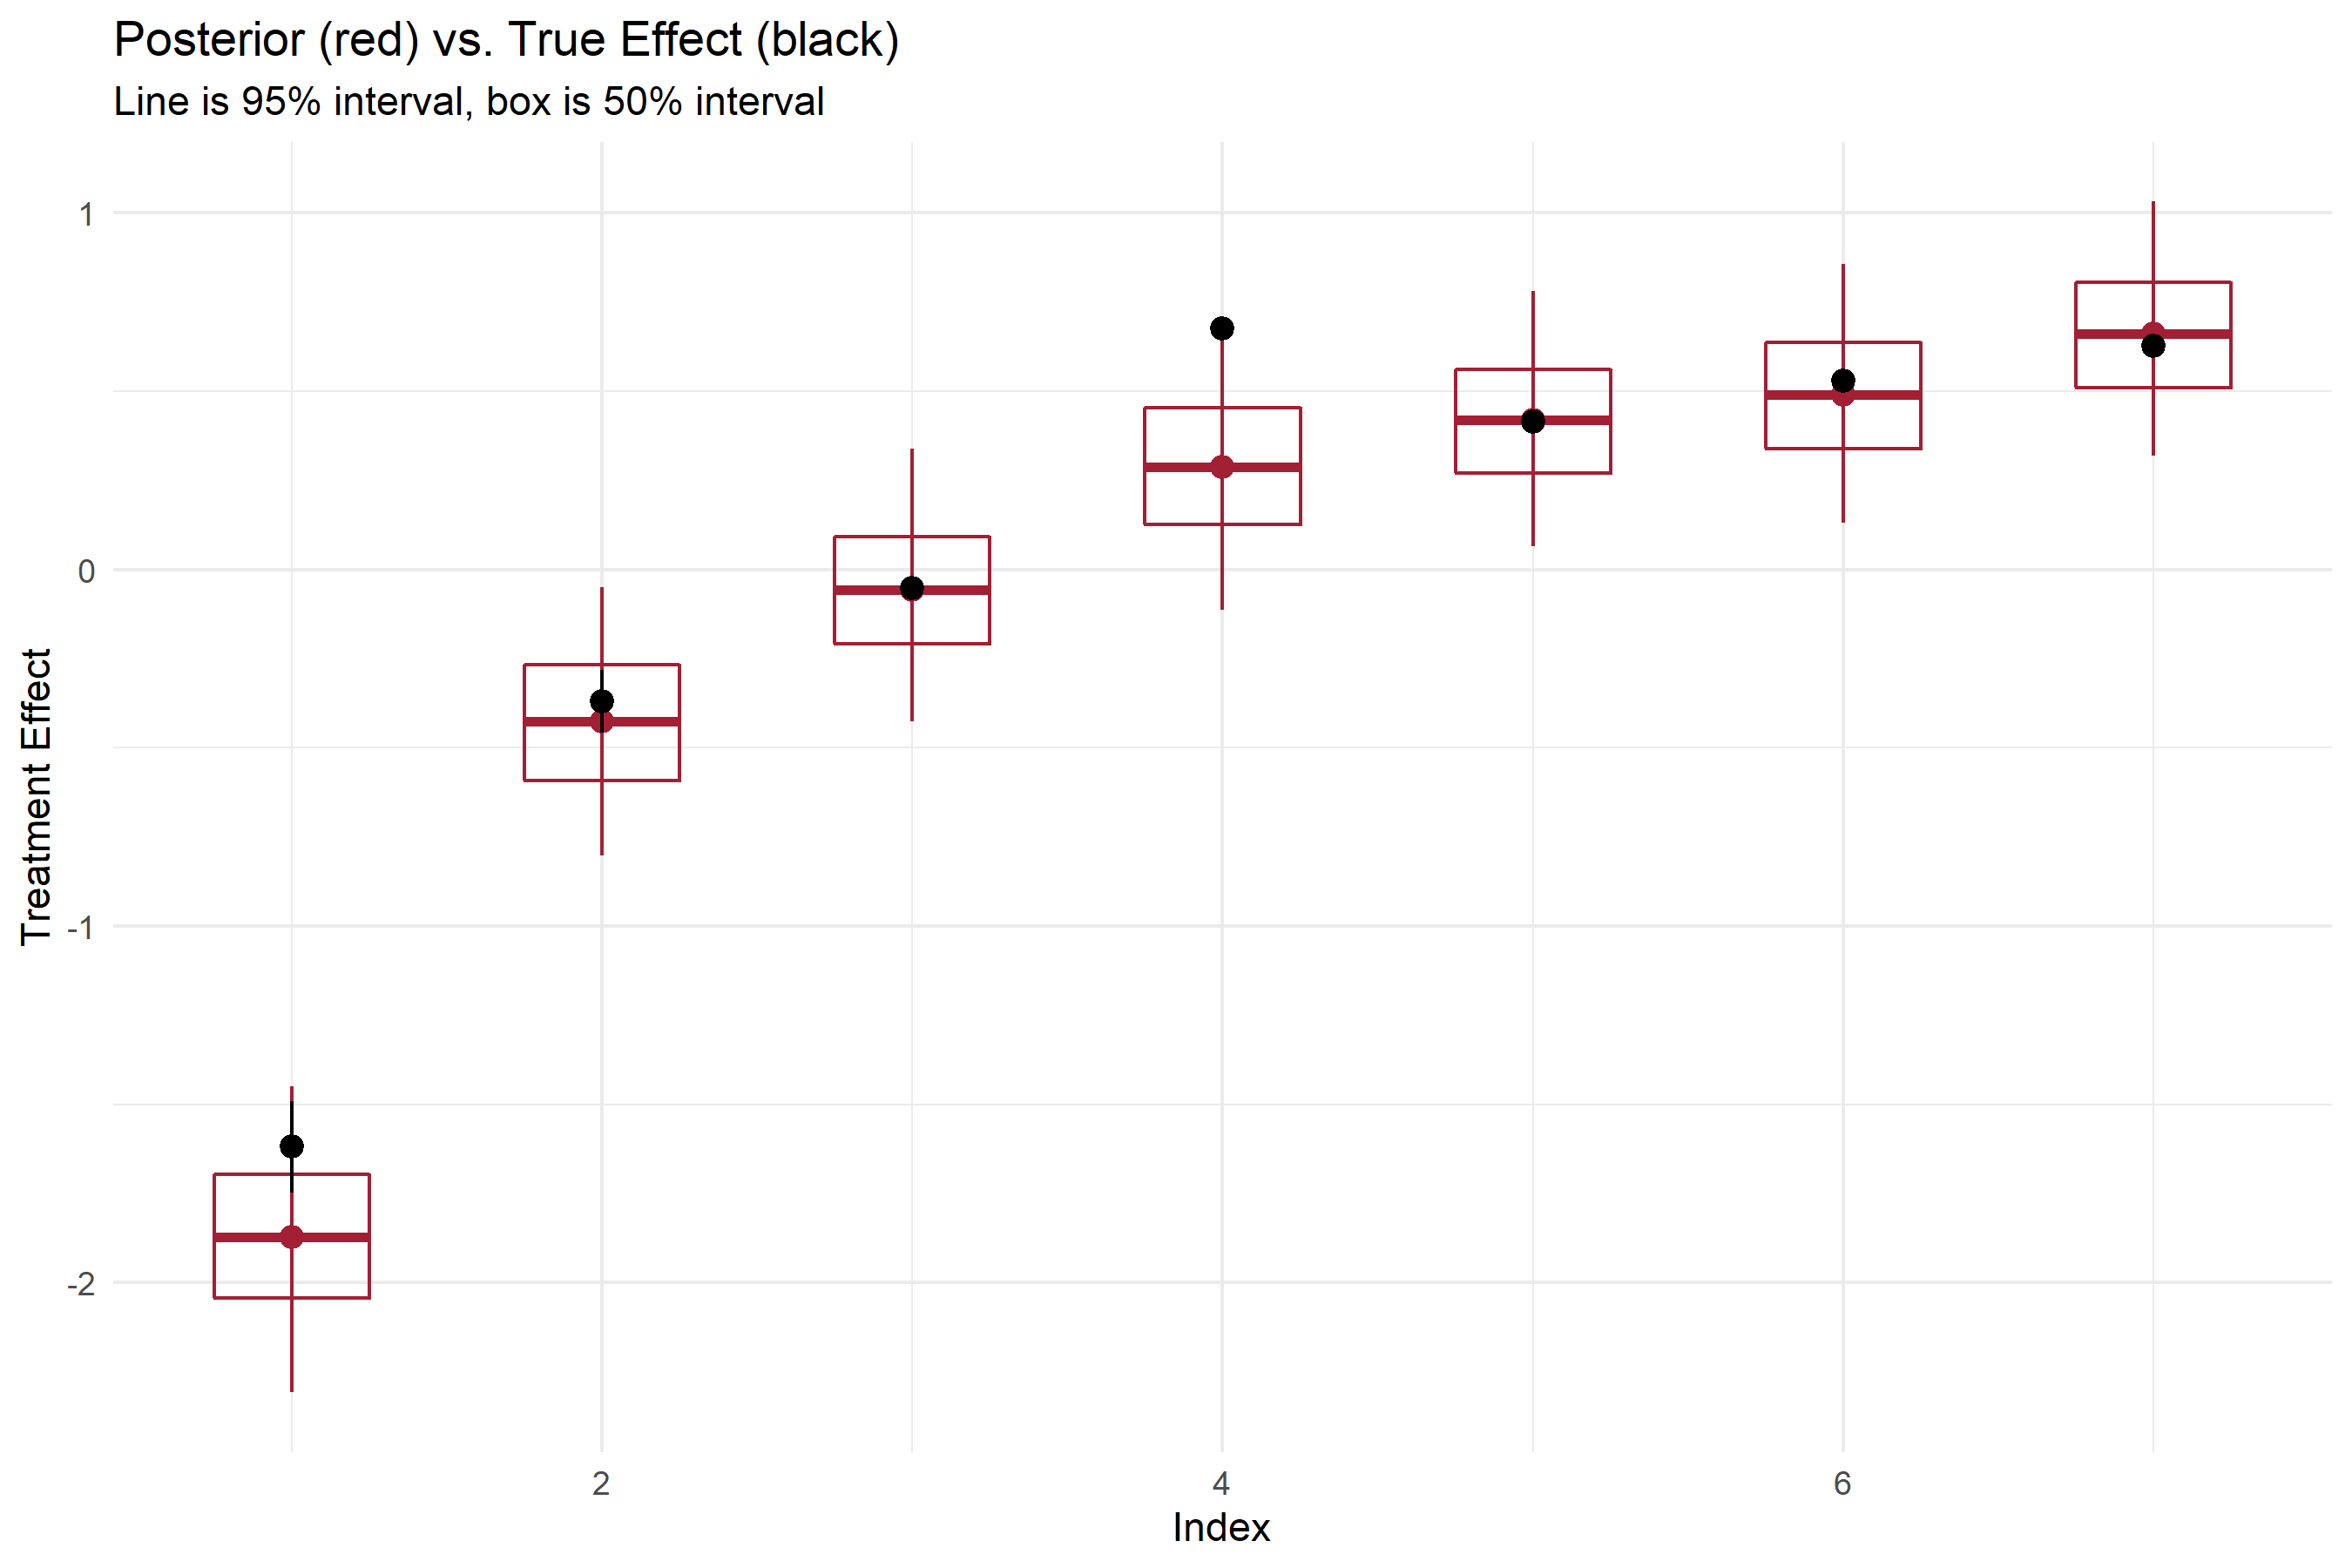 Posterior (red) vs. True Effect (black)
Line is 95% interval, box is 50% interval
Treatment Effect
1
0
-1
-2
2
4
6
Index